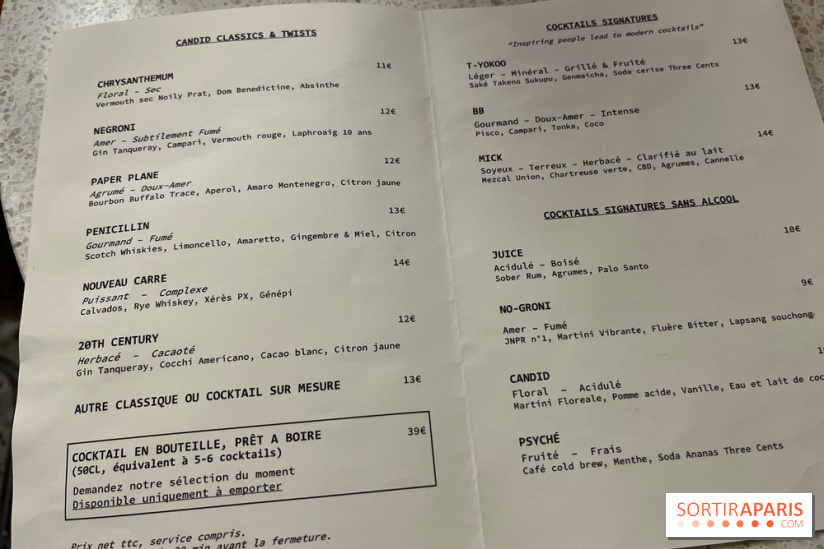 CANDID CLASSICS & TWISTS
CHRYSANTHEMUM 11€
Floral - Sec
Vermouth sec Noily Prat, Dom Benedictine, Absinthe
NEGRONI 12€
Amer - Subtilement Fumé
Gin Tanqueray, Campari, Vermouth rouge, Laphroaig 10 ans
PAPER PLANE 12€
Agrumé - Doux-Amer
Bourbon Buffalo Trace, Aperol, Amaro Montenegro, Citron jaune
PENICILLIN 13€
Gourmand - Fumé
Scotch Whiskies, Limoncello, Amaretto, Gingembre & Miel, Citron
NOUVEAU CARRE 14€
Puissant - Complexe
Calvados, Rye Whiskey, Xérès PX, Génépi
20TH CENTURY 12€
Herbacé - Cacaoté
Gin Tanqueray, Cocchi Americano, Cacao blanc, Citron jaune
AUTRE CLASSIQUE OU COCKTAIL SUR MESURE 13€
COCKTAIL EN BOUTEILLE, PRÊT A BOIRE 39€
(50CL, équivalent à 5-6 cocktails)
Demandez notre sélection du moment
Disponible uniquement à emporter
Prix net ttc, service compris.
min avant la fermeture.
COCKTAILS SIGNATURES
"Inspiring people lead to modern cocktails"
T-YOKOO 13€
Léger - Minéral - Grillé & Fruité
Saké Takeno Sukupu, Genmaicha, Soda cerise Three Cents
BB 13€
Gourmand - Doux-Amer - Intense
Pisco, Campari, Tonka, Coco
MICK 14€
Soyeux - Terreux - Herbacé - Clarifié au lait
Mezcal Union, Chartreuse verte, CBD, Agrumes, Cannelle
COCKTAILS SIGNATURES SANS ALCOOL
JUICE 10€
Acidulé - Boisé
Sober Rum, Agrumes, Palo Santo
NO-GRONI 9€
Amer - Fumé
JNPR n°1, Martini Vibrante, Fluère Bitter, Lapsang souchong
CANDID
Floral - Acidulé
Martini Floreale, Pomme acide, Vanille, Eau et lait de coc
PSYCHÉ
Fruité - Frais
Café cold brew, Menthe, Soda Ananas Three Cents
SORTIRAPARIS
.COM